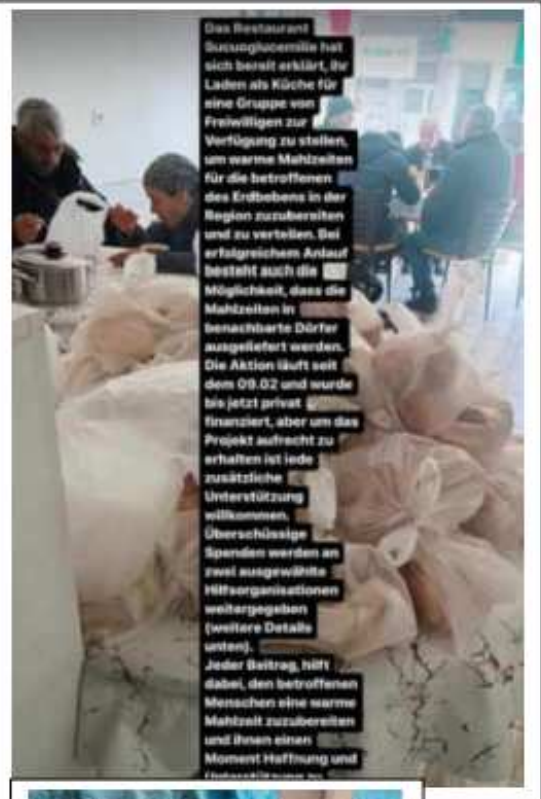 Das Restaurant
hat
sich bereit erklärt, ihr
Laden als Küche für
eine Gruppe von
Freiwilligen zur
Verfügung zu stellen,
um warme Mahlzeiten
für die betroffenen
des Erdbebens in der
Region zuzubereiten
und zu verteilen. Bei
erfolgreichem Anlauf
besteht auch die
Möglichkeit, dass die
Mahlzeiten in
benachbarte Dörfer
ausgeliefert werden.
Die Aktion läuft seit
dem 09.02 und wurde
bis jetzt privat
finanziert, aber um das
Projekt aufrecht zu
erhalten ist jede
zusätzliche
Unterstützung
willkommen.
Überschüssige
Spenden werden an
zwei ausgewählte
Hilfsorganisationen
weitergegeben
(weitere Details
unten).
Jeder Beitrag, hilft
dabei, den betroffenen
Menschen eine warme
Mahlzeit zuzubereiten
und ihnen einen
Moment Hoffnung und